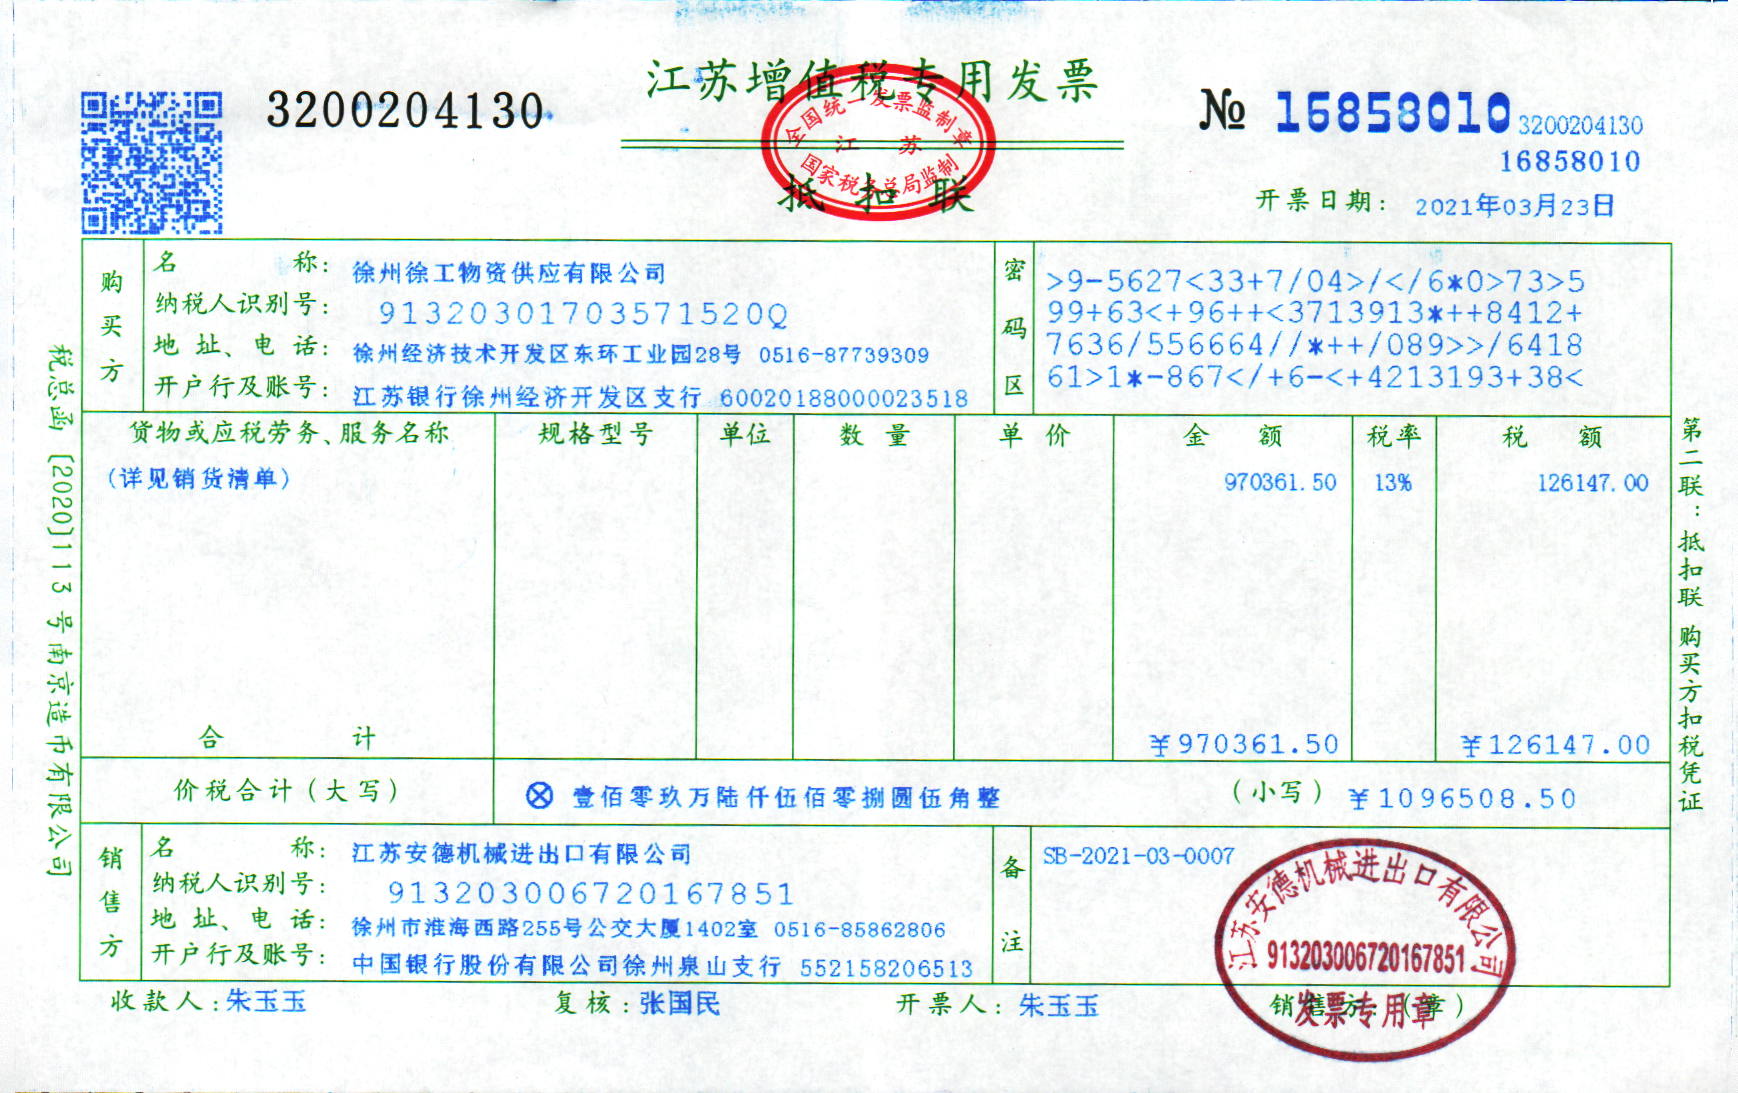 江苏增值税专用发票
3200204130
№ 16858010
3200204130
16858010
全国统一发票监制章
江 苏
国家税务总局监制
抵 扣 联
开票日期: 2021年03月23日
购买方
名 称: 徐州徐工物资供应有限公司
纳税人识别号: 91320301703571520Q
地 址、电 话: 徐州经济技术开发区东环工业园28号 0516-87739309
开户行及账号: 江苏银行徐州经济开发区支行 60020188000023518
密码区
>9-5627<33+7/04>/</6*0>73>5
99+63<+96++<3713913*++8412+
7636/556664//*++/089>>/6418
61>1*-867</+6-<+4213193+38<
货物或应税劳务、服务名称 规格型号 单位 数 量 单 价 金 额 税率 税 额
(详见销货清单) 970361.50 13% 126147.00
合 计 ¥970361.50 ¥126147.00
价税合计(大写) ⊗ 壹佰零玖万陆仟伍佰零捌圆伍角整 (小写) ¥1096508.50
销售方
名 称: 江苏安德机械进出口有限公司
纳税人识别号: 913203006720167851
地 址、电 话: 徐州市淮海西路255号公交大厦1402室 0516-85862806
开户行及账号: 中国银行股份有限公司徐州泉山支行 552158206513
备注
SB-2021-03-0007
江苏安德机械进出口有限公司
913203006720167851
发票专用章
收款人:朱玉玉 复核:张国民 开票人:朱玉玉 销售方:(章)
税总函[2020]113号南京造币有限公司
第二联:抵扣联 购买方扣税凭证